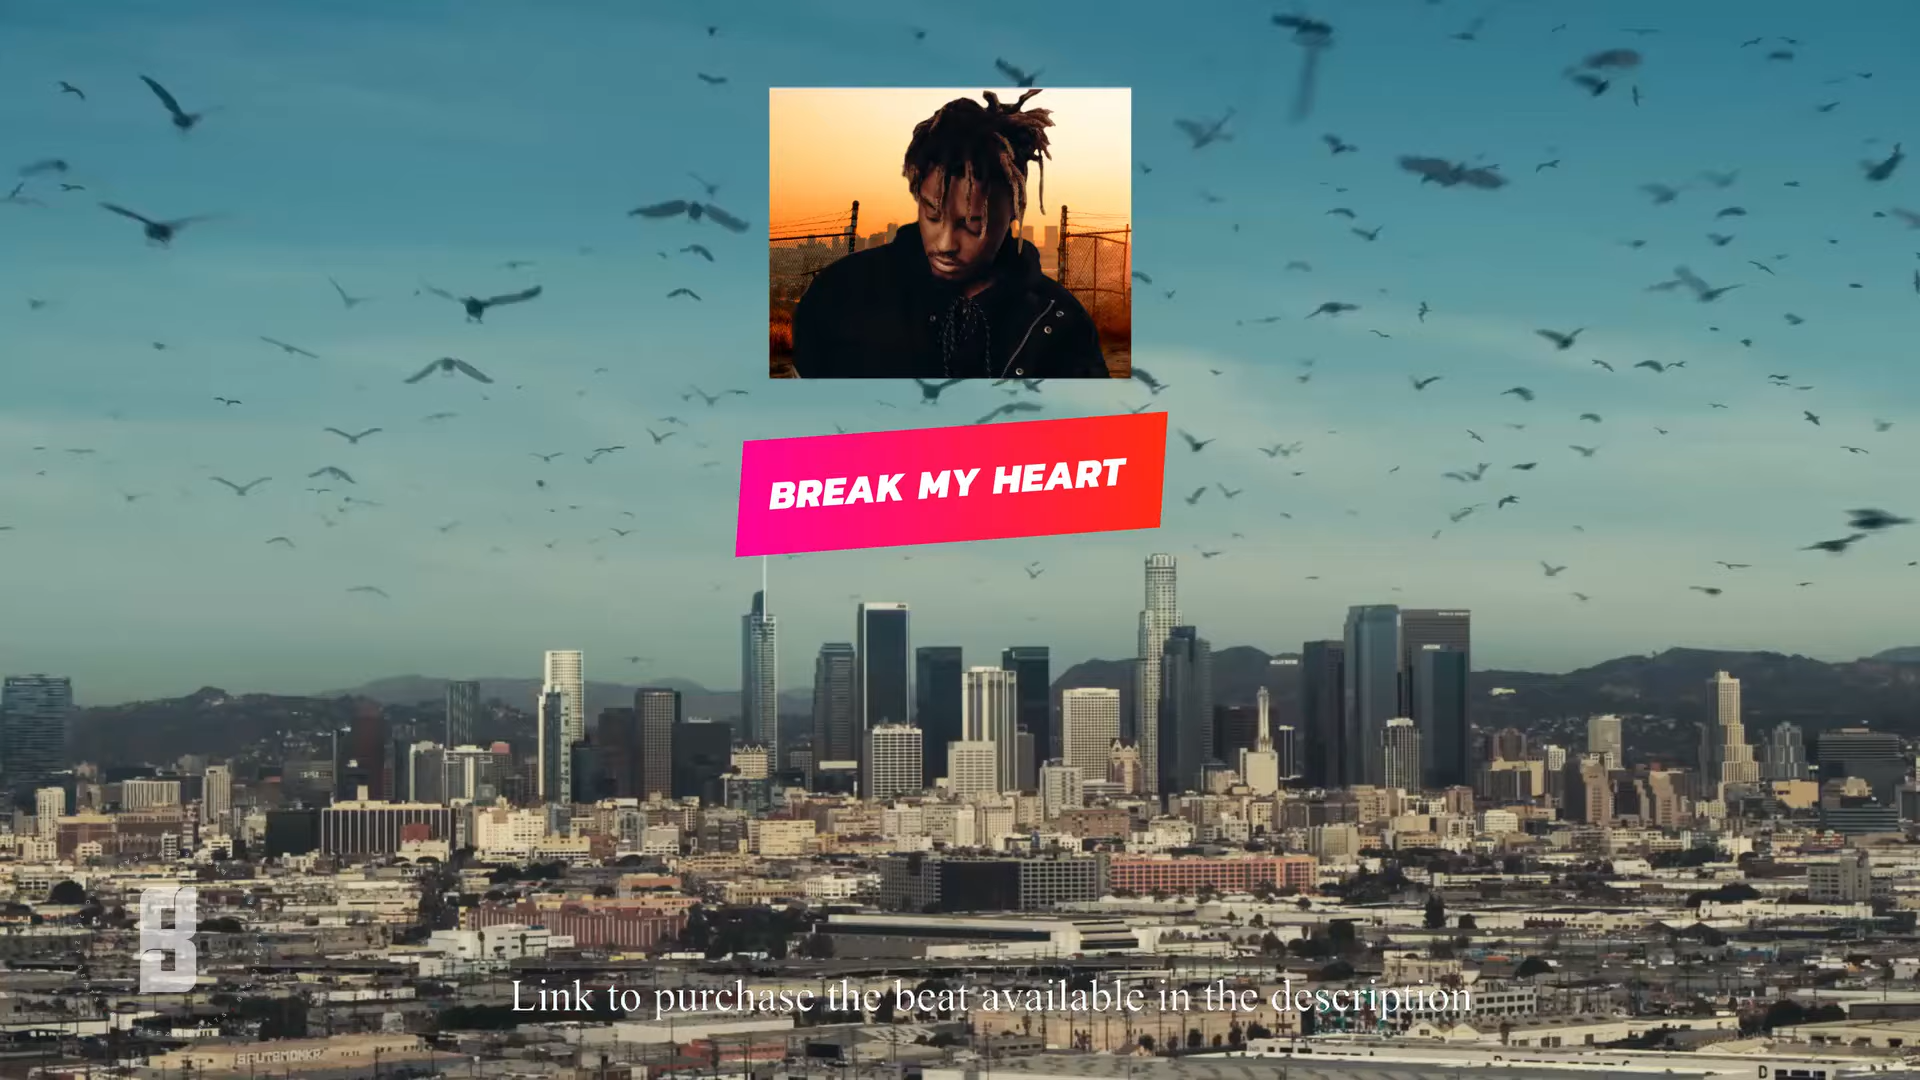 BREAK MY HEART
Link to purchase the beat available in the description